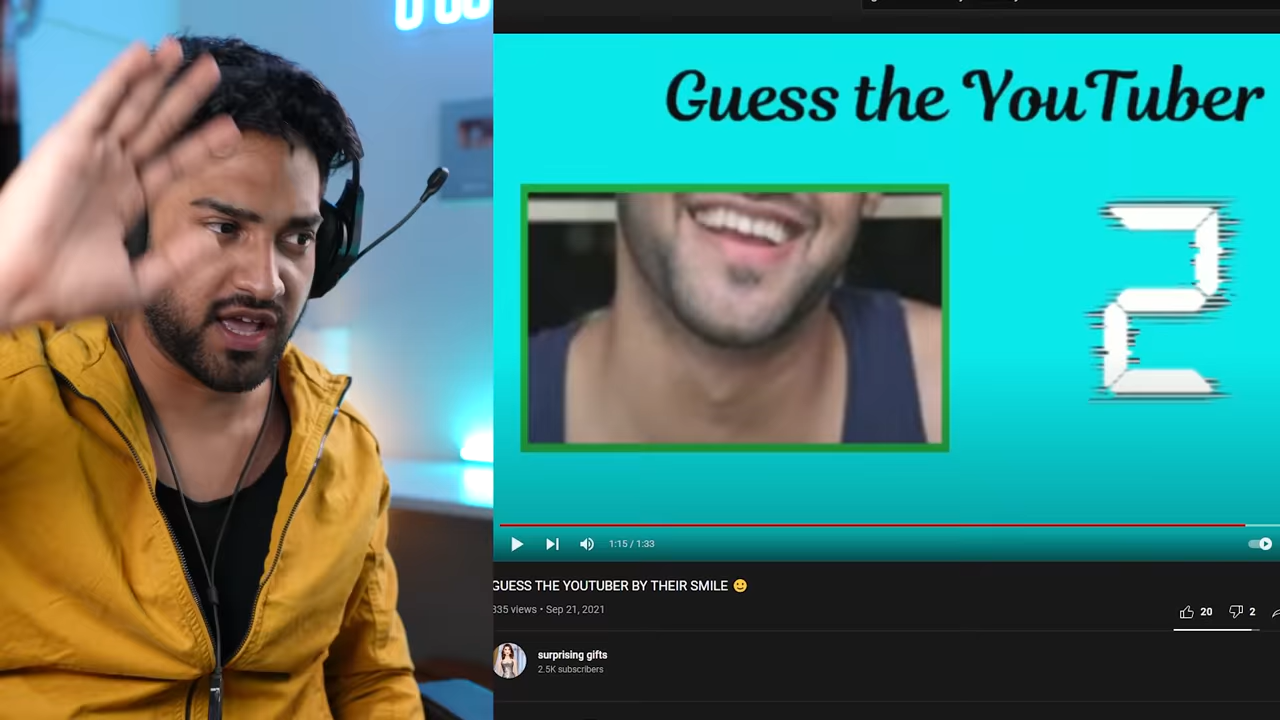 Guess the YouTuber
2
1:15 / 1:33
GUESS THE YOUTUBER BY THEIR SMILE 🙂
335 views • Sep 21, 2021
20
2
surprising gifts
2.5K subscribers